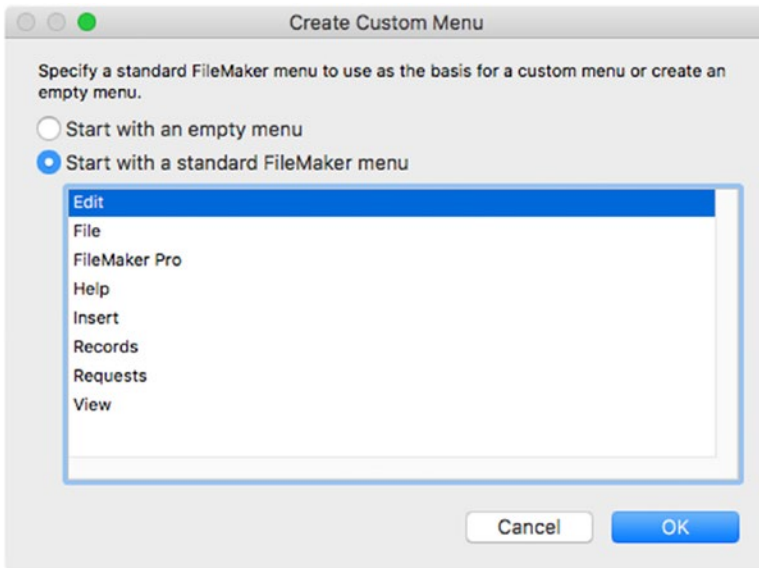 Create Custom Menu
Specify a standard FileMaker menu to use as the basis for a custom menu or create an
empty menu.
Start with an empty menu
Start with a standard FileMaker menu
Edit
File
FileMaker Pro
Help
Insert
Records
Requests
View
Cancel
OK